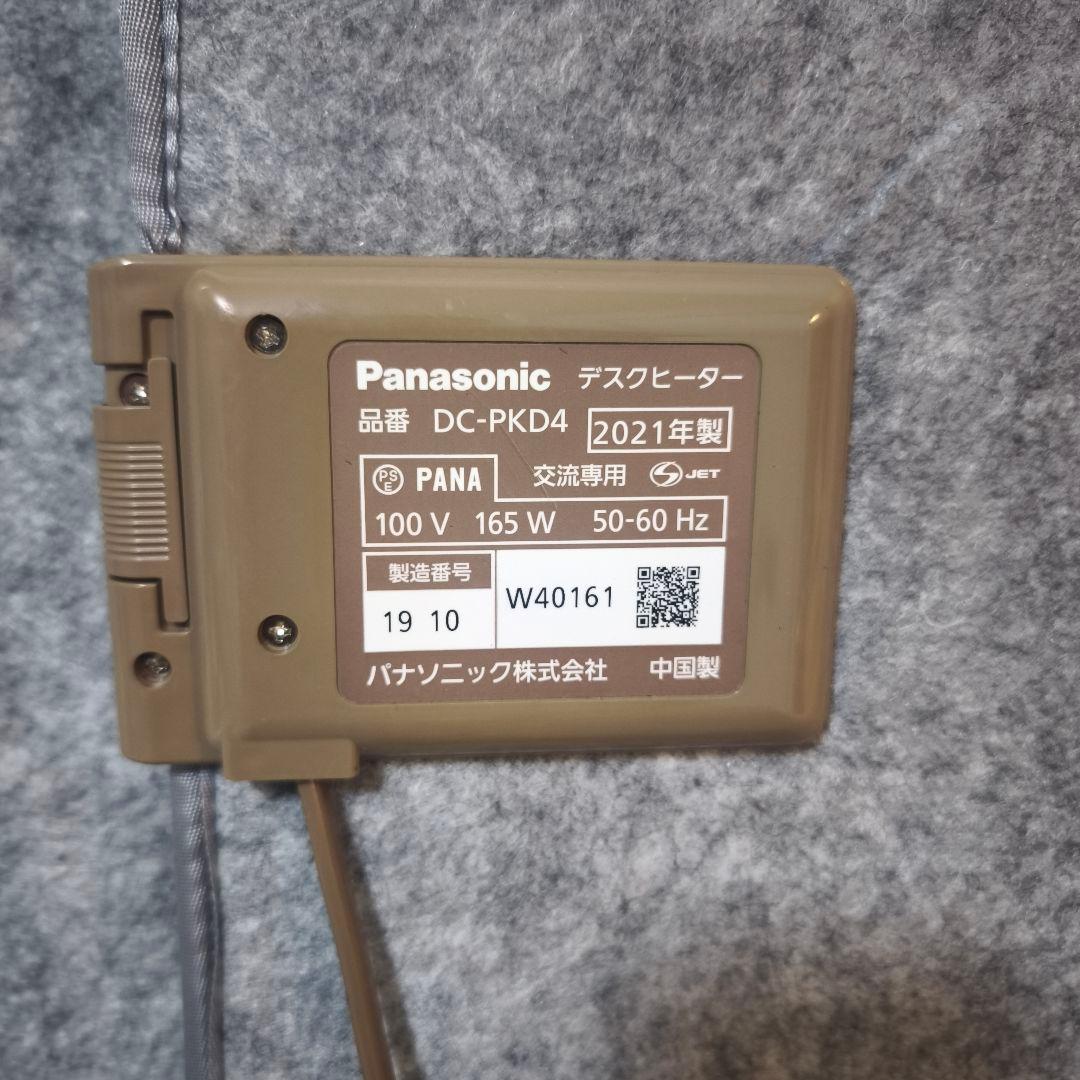 Panasonic デスクヒーター
品番 DC-PKD4 2021年製
PSE PANA 交流専用 S JET
100 V 165 W 50-60 Hz
製造番号
19 10 W40161
パナソニック株式会社 中国製